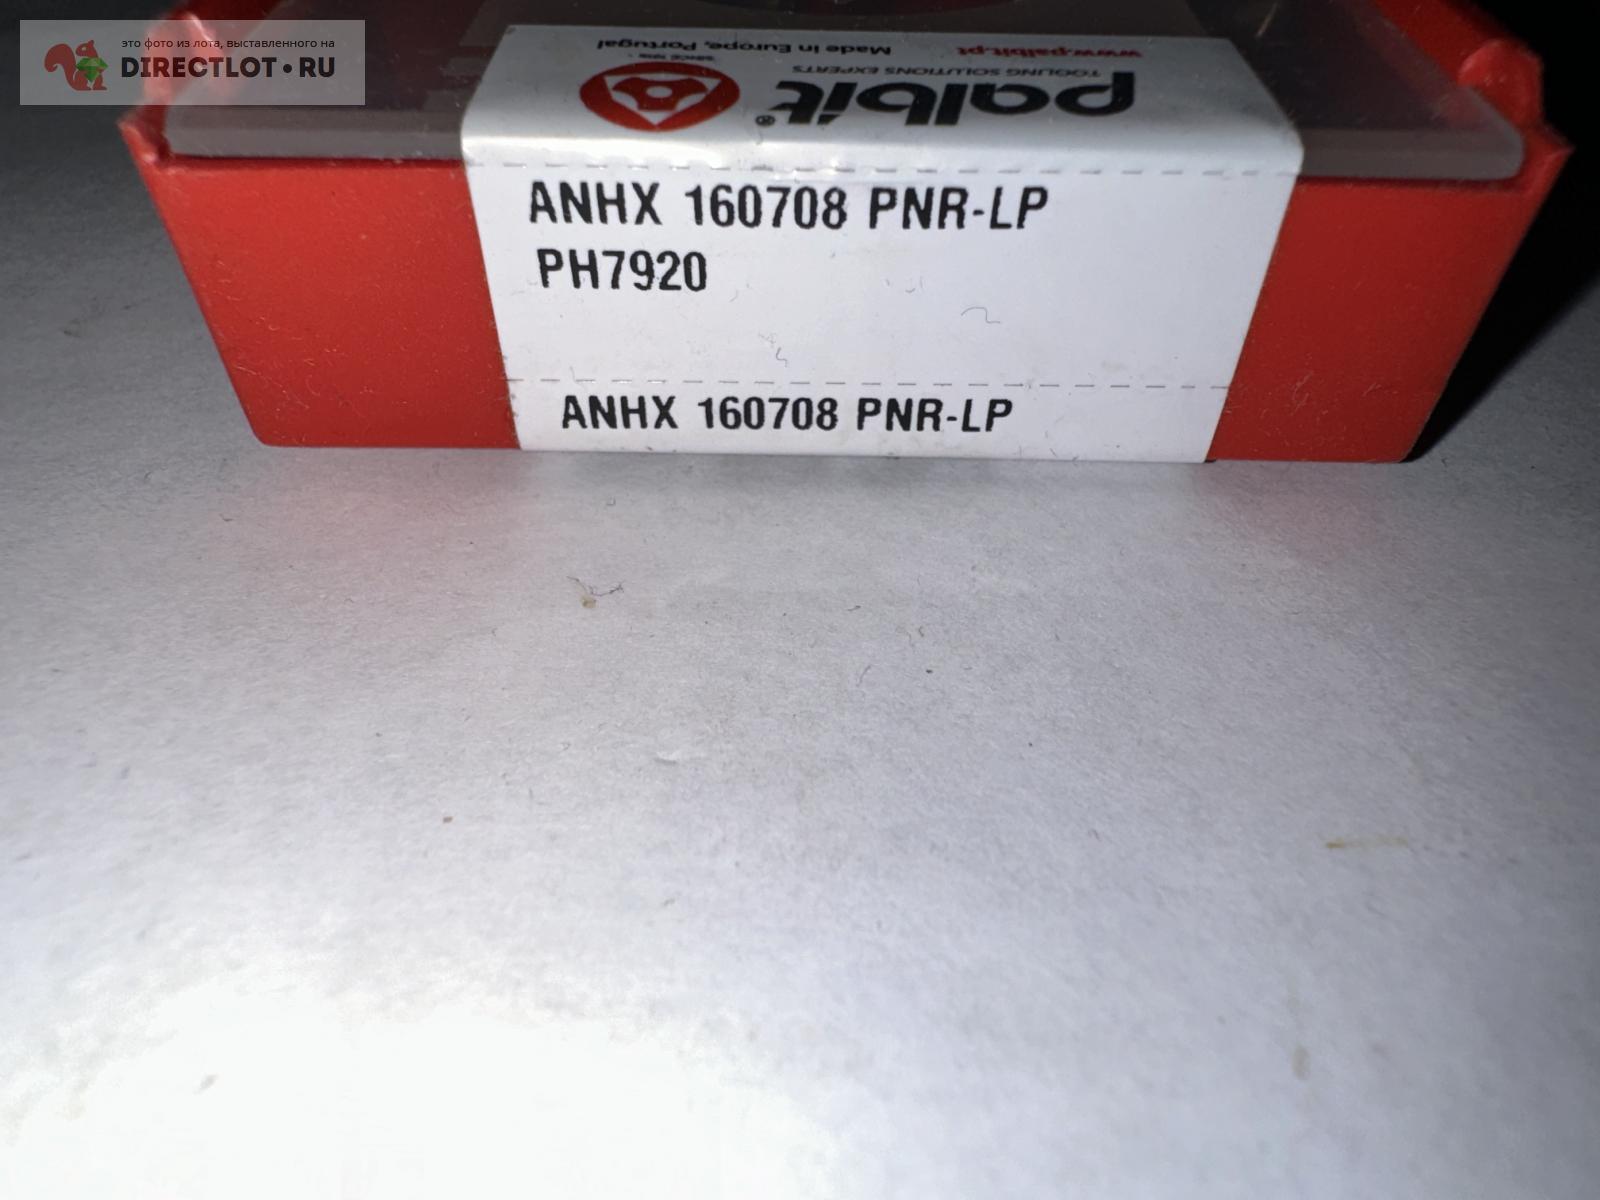 это фото из лота, выставленного на
DIRECTLOT•RU
www.palbit.pt Made in Europe, Portugal
palbit®
TOOLING SOLUTIONS EXPERTS
ANHX 160708 PNR-LP
PH7920
ANHX 160708 PNR-LP